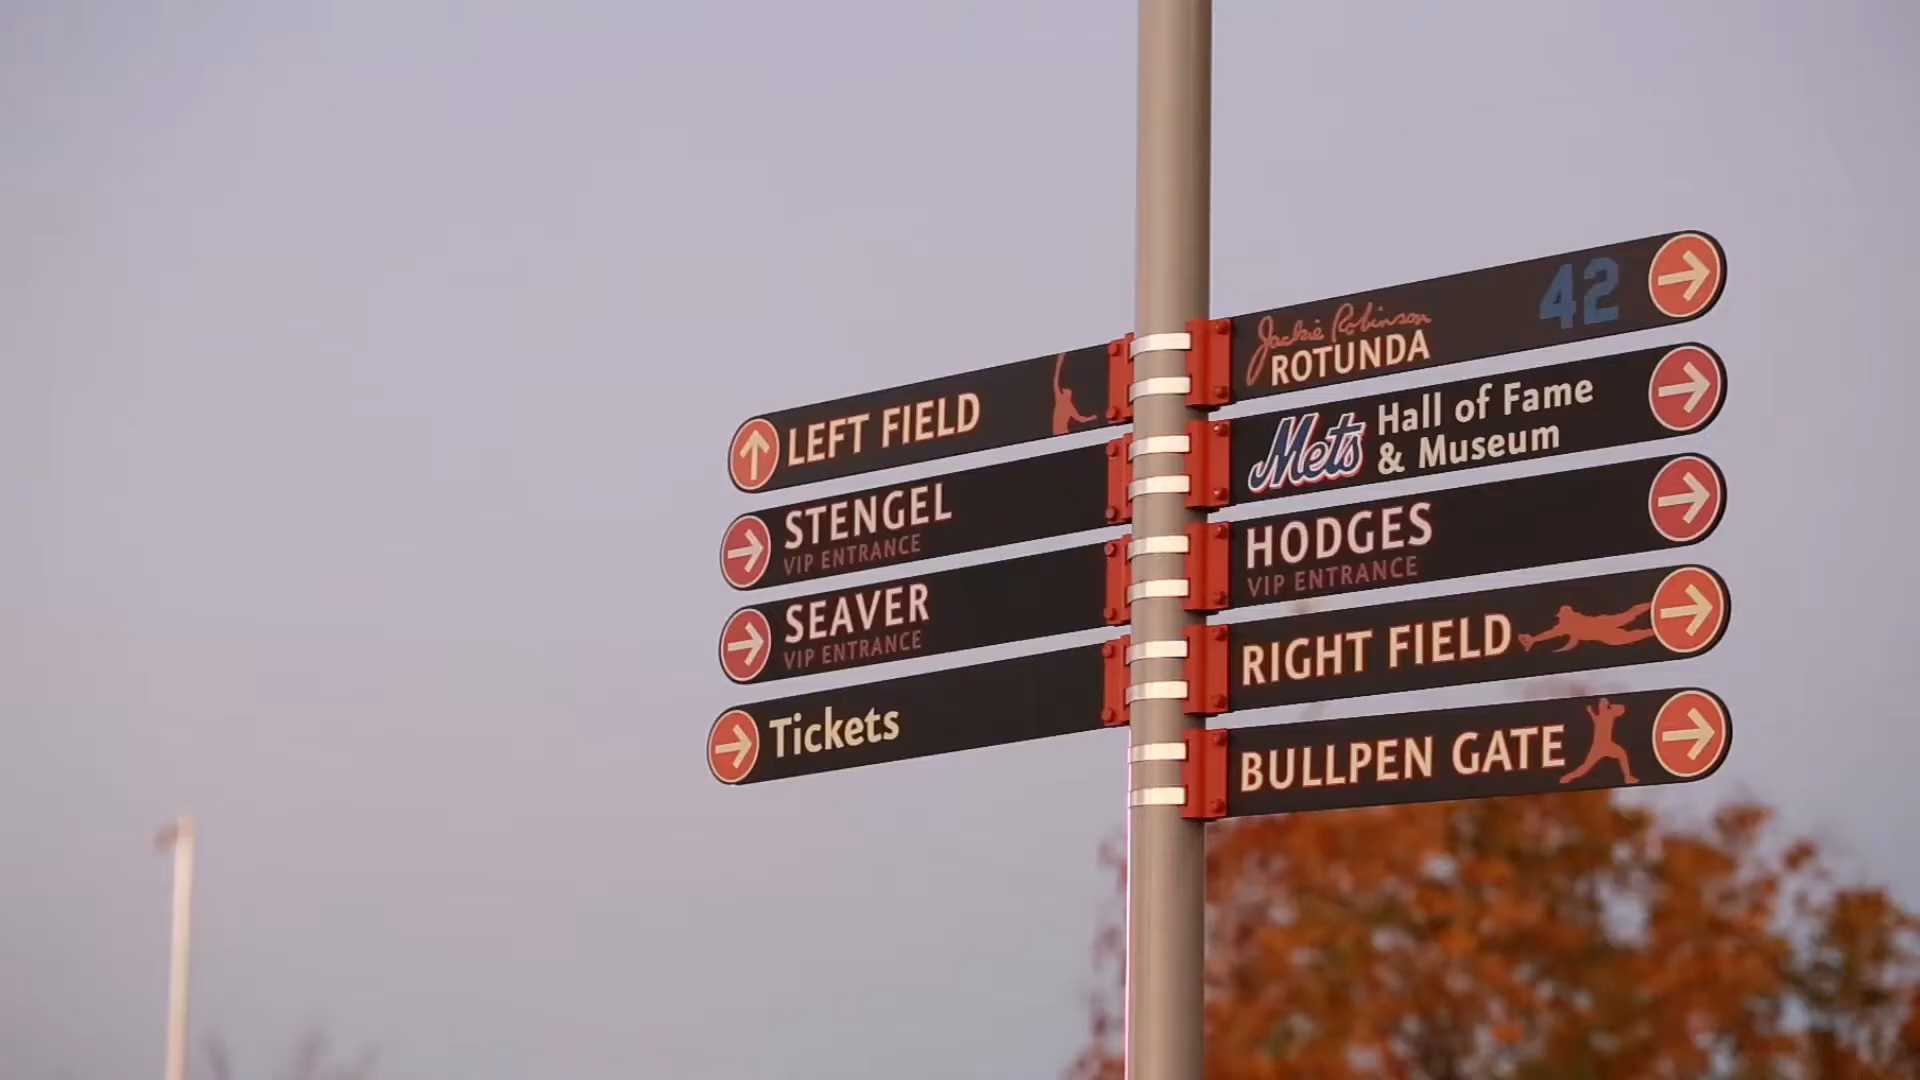 LEFT FIELD
STENGEL
VIP ENTRANCE
SEAVER
VIP ENTRANCE
Tickets
Jackie Robinson
ROTUNDA
42
Mets
Hall of Fame
& Museum
HODGES
VIP ENTRANCE
RIGHT FIELD
BULLPEN GATE